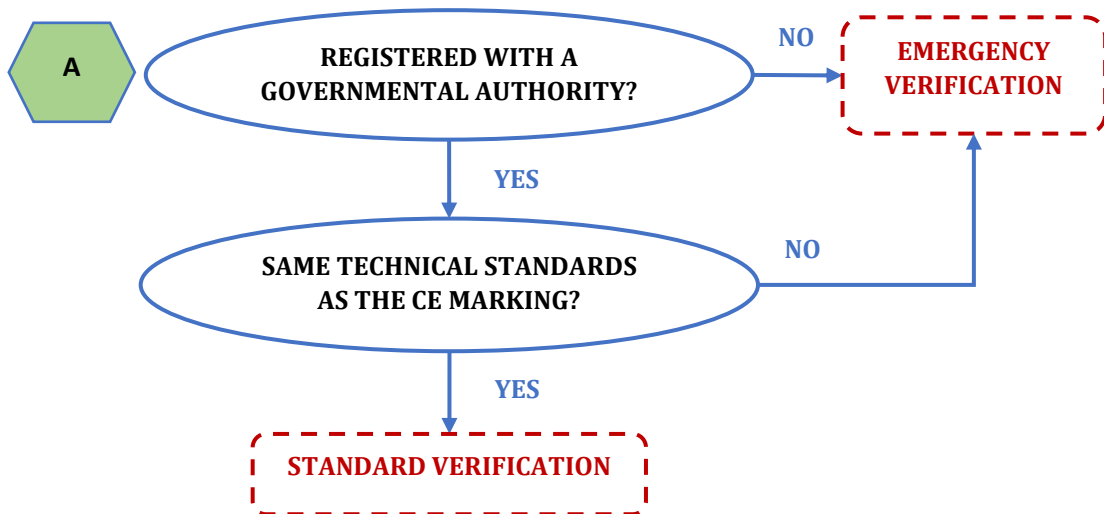 A
REGISTERED WITH A
GOVERNMENTAL AUTHORITY?
NO
EMERGENCY
VERIFICATION
YES
SAME TECHNICAL STANDARDS
AS THE CE MARKING?
NO
YES
STANDARD VERIFICATION